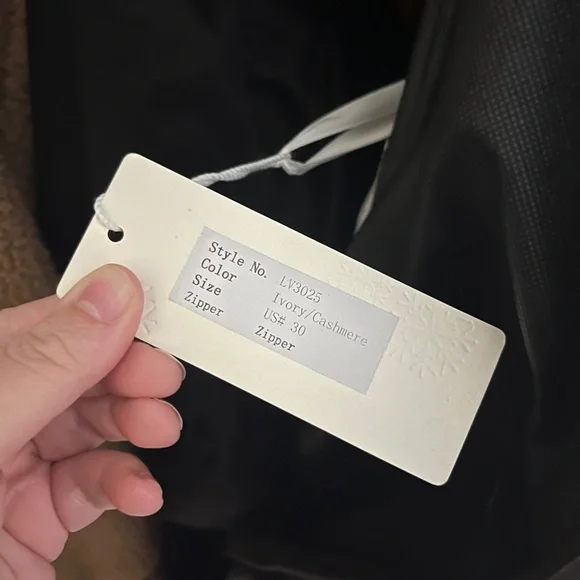 Style No. LV3025
Color Ivory/Cashmere
Size US# 30
Zipper Zipper